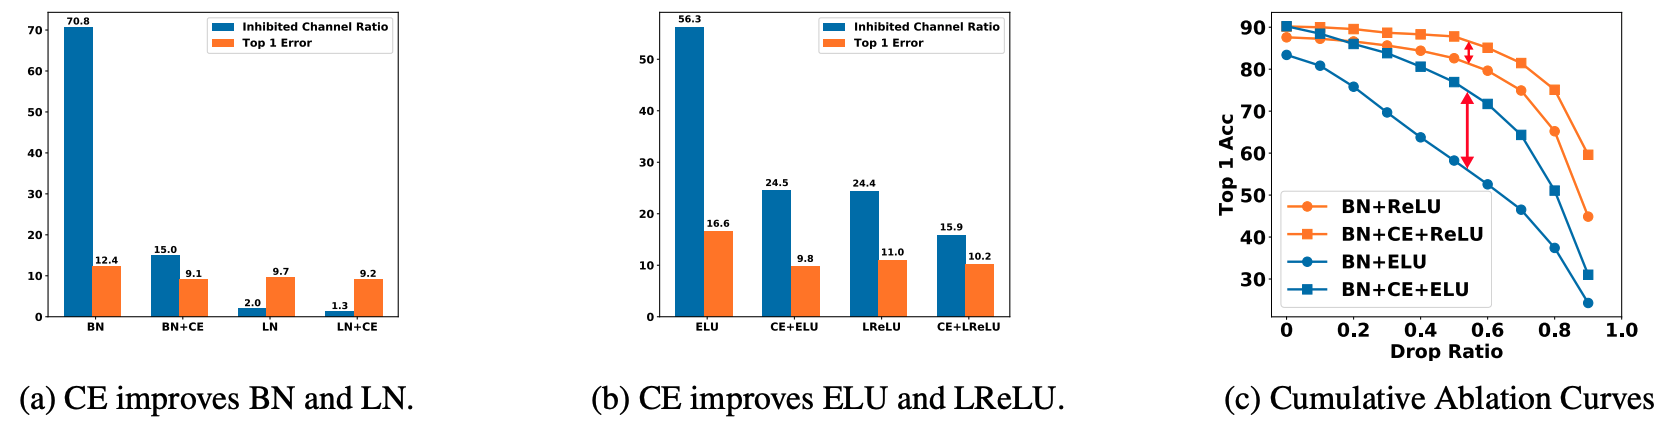 Inhibited Channel Ratio
Top 1 Error
70
60
50
40
30
20
10
0
70.8
12.4
15.0
9.1
2.0
9.7
1.3
9.2
BN
BN+CE
LN
LN+CE
(a) CE improves BN and LN.
Inhibited Channel Ratio
Top 1 Error
50
40
30
20
10
0
56.3
16.6
24.5
9.8
24.4
11.0
15.9
10.2
ELU
CE+ELU
LReLU
CE+LReLU
(b) CE improves ELU and LReLU.
Top 1 Acc
90
80
70
60
50
40
30
BN+ReLU
BN+CE+ReLU
BN+ELU
BN+CE+ELU
0 0.2 0.4 0.6 0.8 1.0
Drop Ratio
(c) Cumulative Ablation Curves